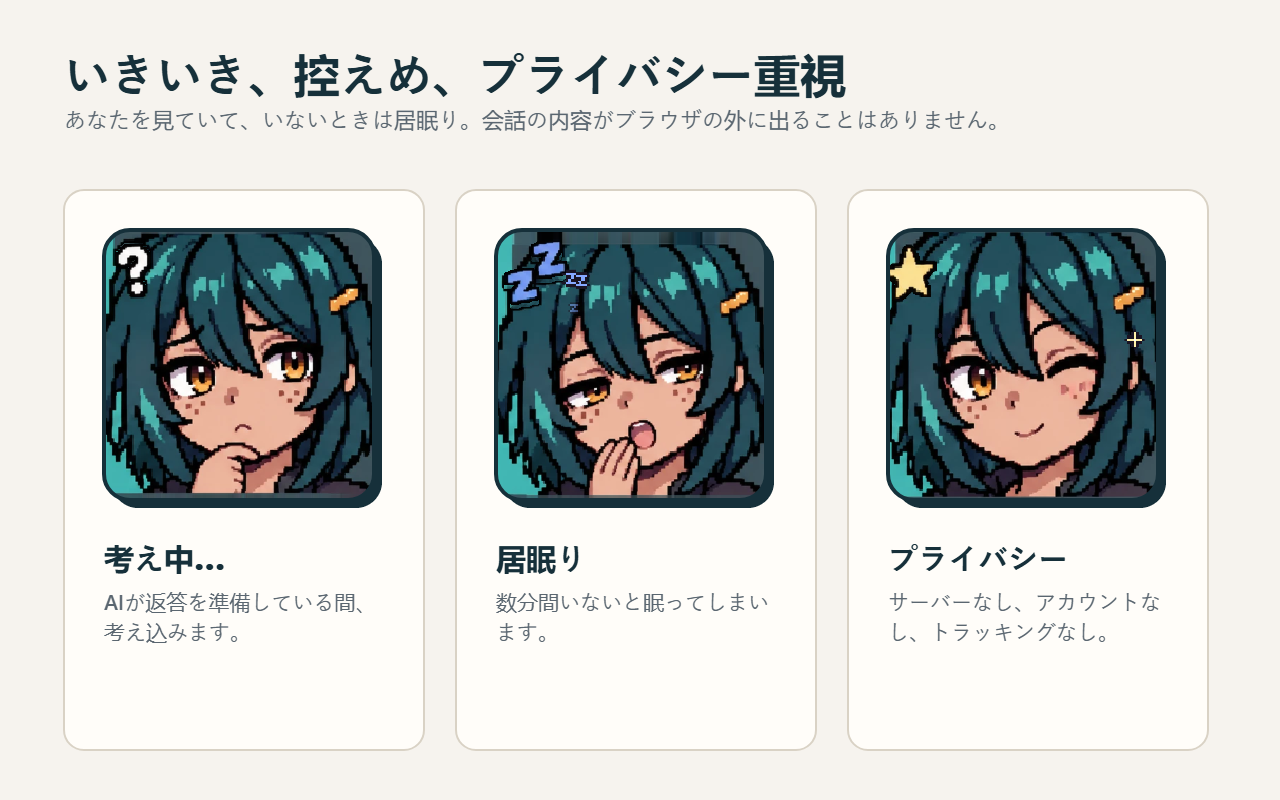 いきいき、控えめ、プライバシー重視
あなたを見ていて、いないときは居眠り。会話の内容がブラウザの外に出ることはありません。
?
考え中...
AIが返答を準備している間、
考え込みます。
Z Z zz z
居眠り
数分間いないと眠ってしまい
ます。
プライバシー
サーバーなし、アカウントな
し、トラッキングなし。